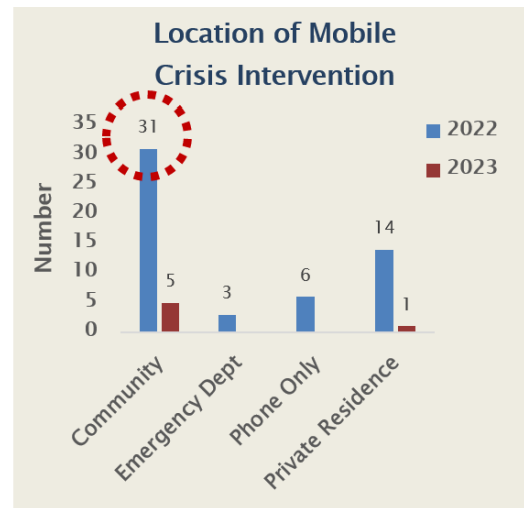 Location of Mobile
Crisis Intervention
35
30
25
20
15
10
5
0
Number
31
5
3
6
14
1
2022
2023
Community
Emergency Dept
Phone Only
Private Residence